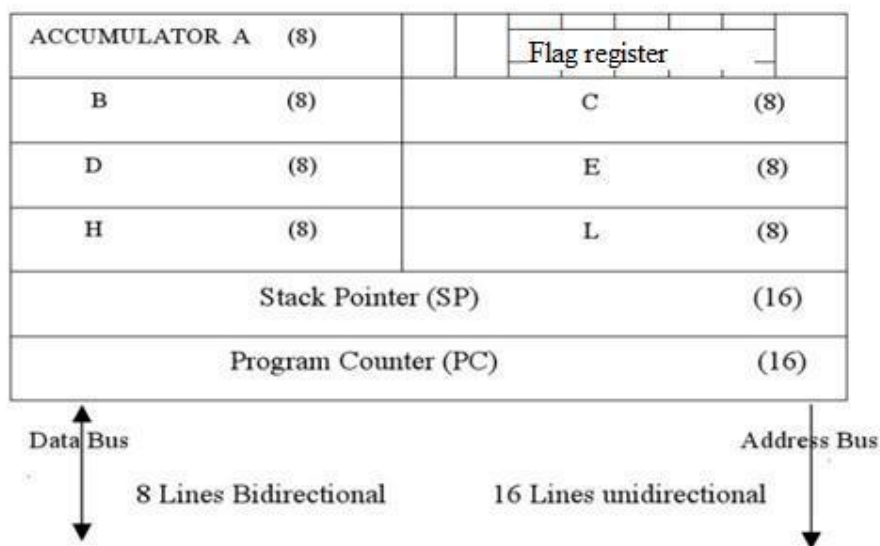 ACCUMULATOR A (8) Flag register
B (8) C (8)
D (8) E (8)
H (8) L (8)
Stack Pointer (SP) (16)
Program Counter (PC) (16)
Data Bus Address Bus
8 Lines Bidirectional 16 Lines unidirectional